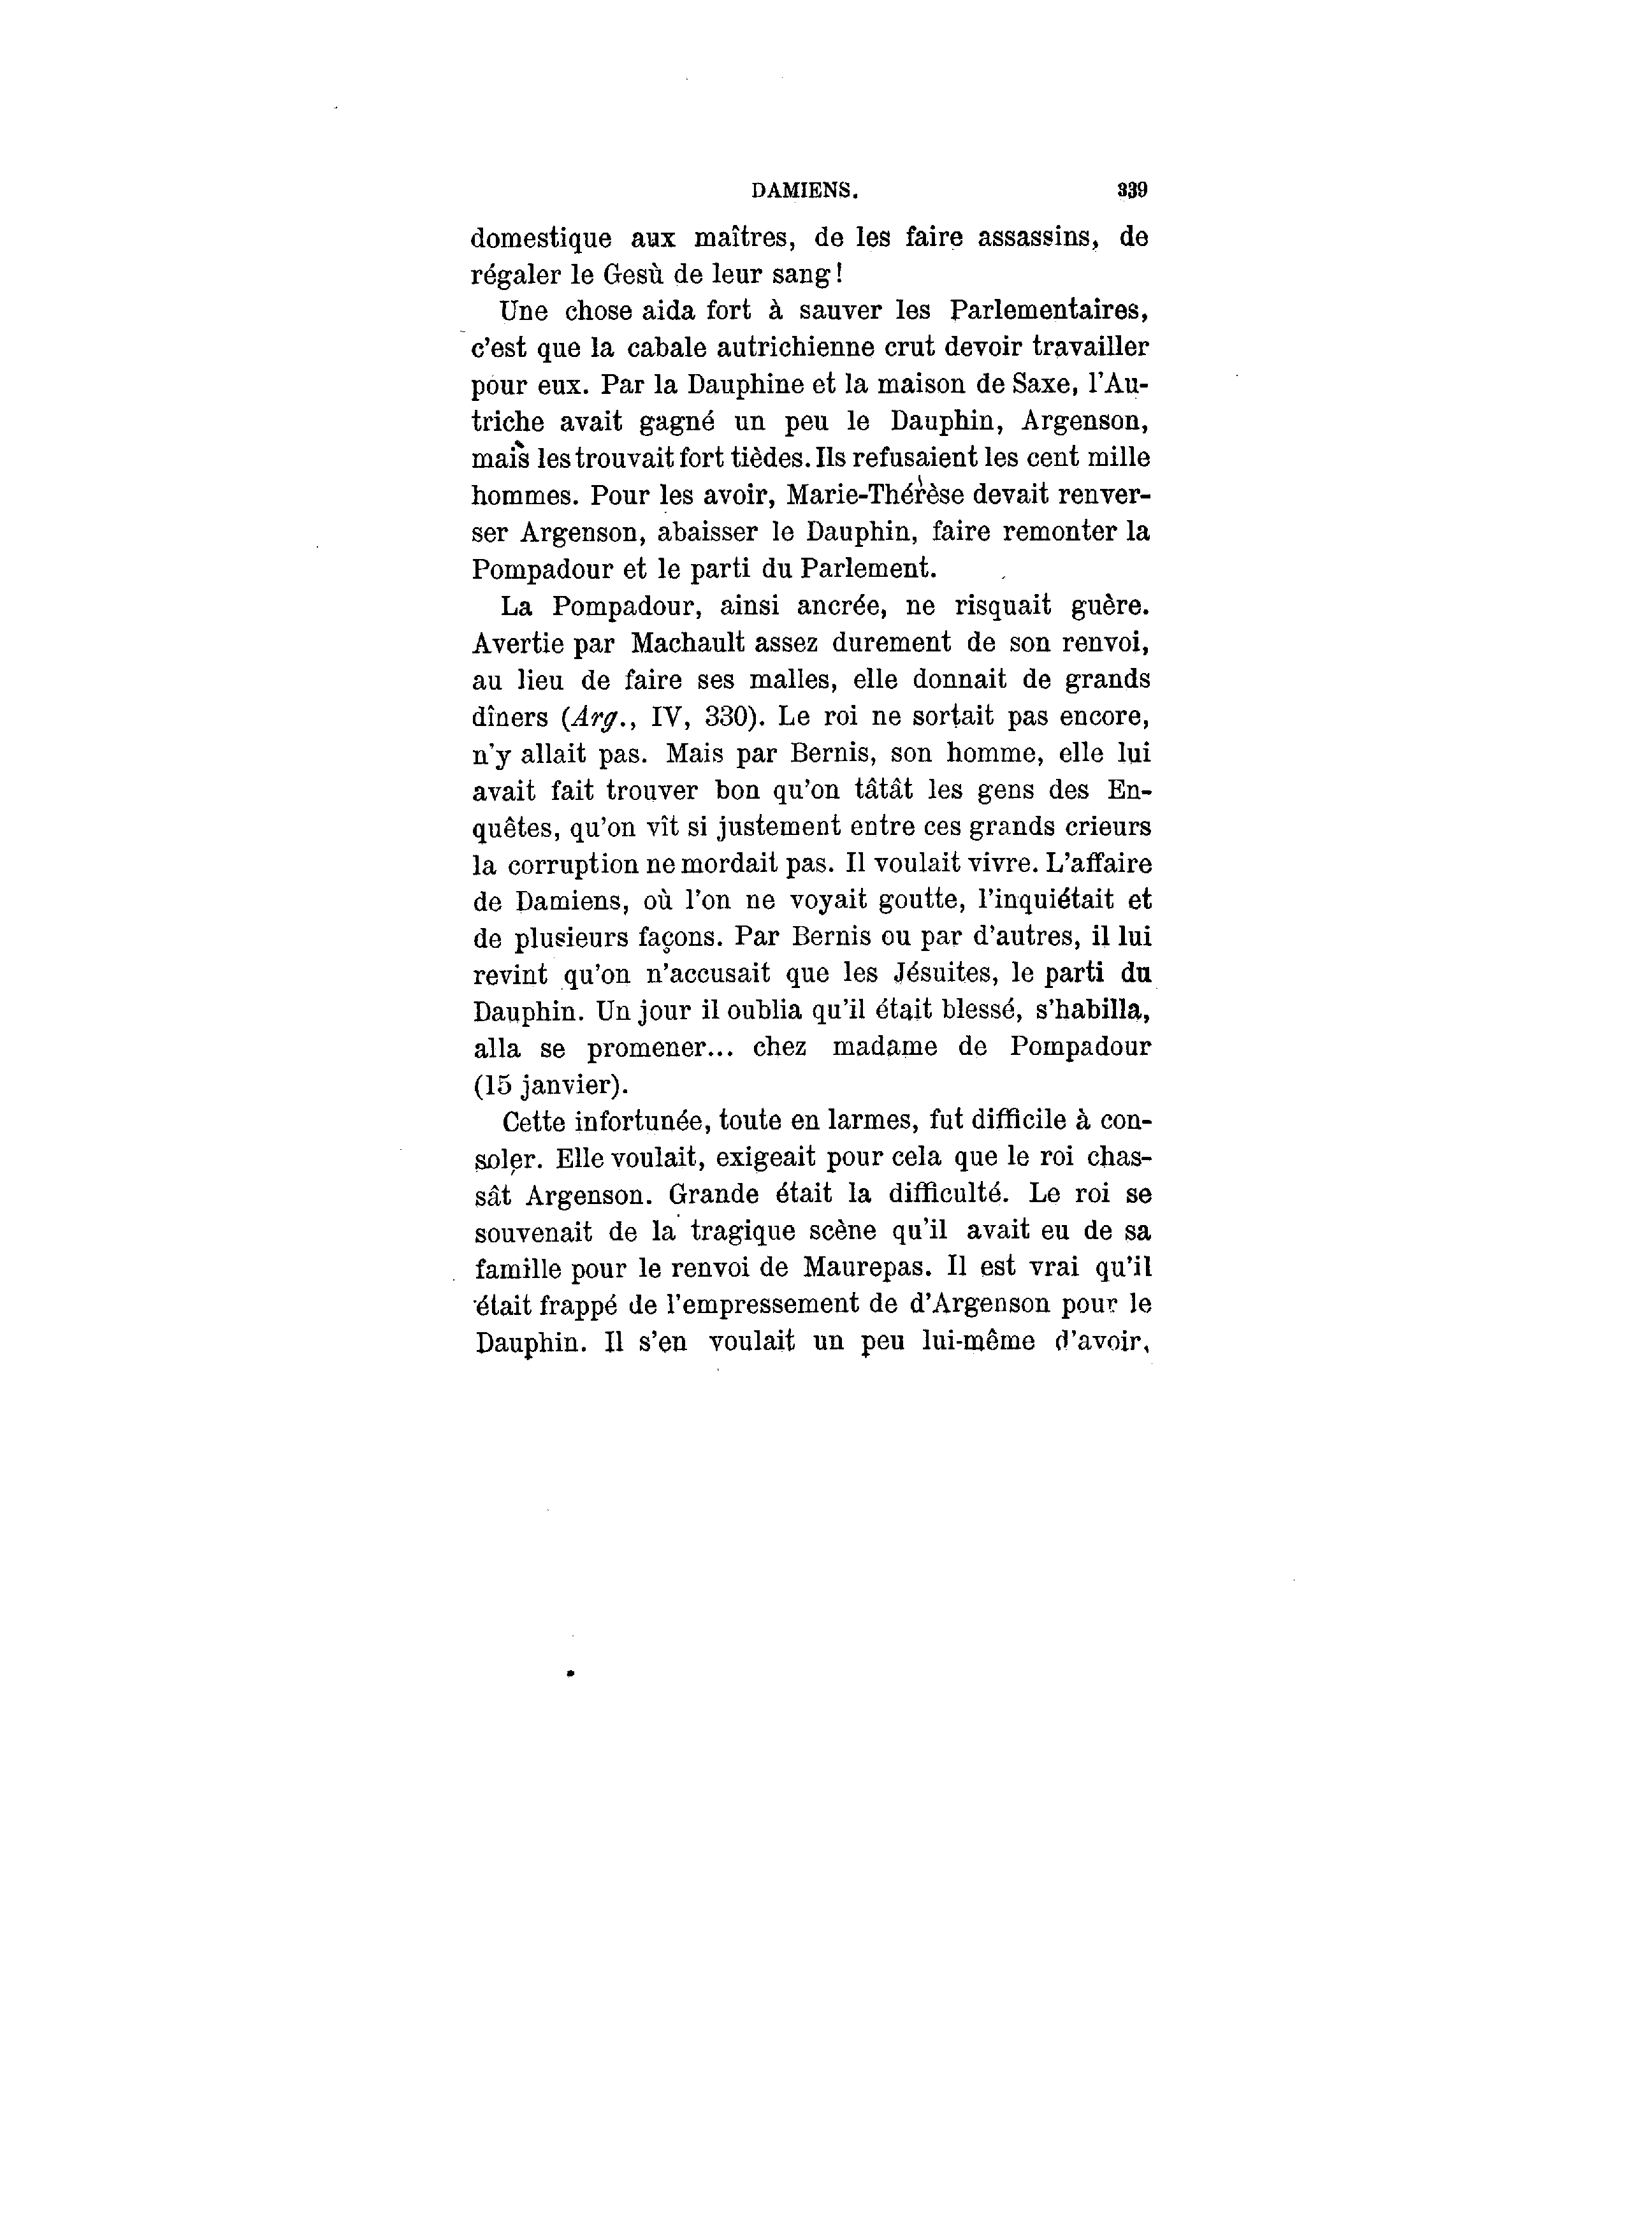 DAMIENS. 339
domestique aux maîtres, de les faire assassins, de
régaler le Gesù de leur sang!
Une chose aida fort à sauver les Parlementaires,
c'est que la cabale autrichienne crut devoir travailler
pour eux. Par la Dauphine et la maison de Saxe, l'Au-
triche avait gagné un peu le Dauphin, Argenson,
mais les trouvait fort tièdes. Ils refusaient les cent mille
hommes. Pour les avoir, Marie-Thérèse devait renver-
ser Argenson, abaisser le Dauphin, faire remonter la
Pompadour et le parti du Parlement.
La Pompadour, ainsi ancrée, ne risquait guère.
Avertie par Machault assez durement de son renvoi,
au lieu de faire ses malles, elle donnait de grands
dîners (Arg., IV, 330). Le roi ne sortait pas encore,
n'y allait pas. Mais par Bernis, son homme, elle lui
avait fait trouver bon qu'on tâtât les gens des En-
quêtes, qu'on vît si justement entre ces grands crieurs
la corruption ne mordait pas. Il voulait vivre. L'affaire
de Damiens, où l'on ne voyait goutte, l'inquiétait et
de plusieurs façons. Par Bernis ou par d'autres, il lui
revint qu'on n'accusait que les Jésuites, le parti du
Dauphin. Un jour il oublia qu'il était blessé, s'habilla,
alla se promener... chez madame de Pompadour
(15 janvier).
Cette infortunée, toute en larmes, fut difficile à con-
soler. Elle voulait, exigeait pour cela que le roi chas-
sât Argenson. Grande était la difficulté. Le roi se
souvenait de la tragique scène qu'il avait eu de sa
famille pour le renvoi de Maurepas. Il est vrai qu'il
était frappé de l'empressement de d'Argenson pour le
Dauphin. Il s'en voulait un peu lui-même d'avoir,